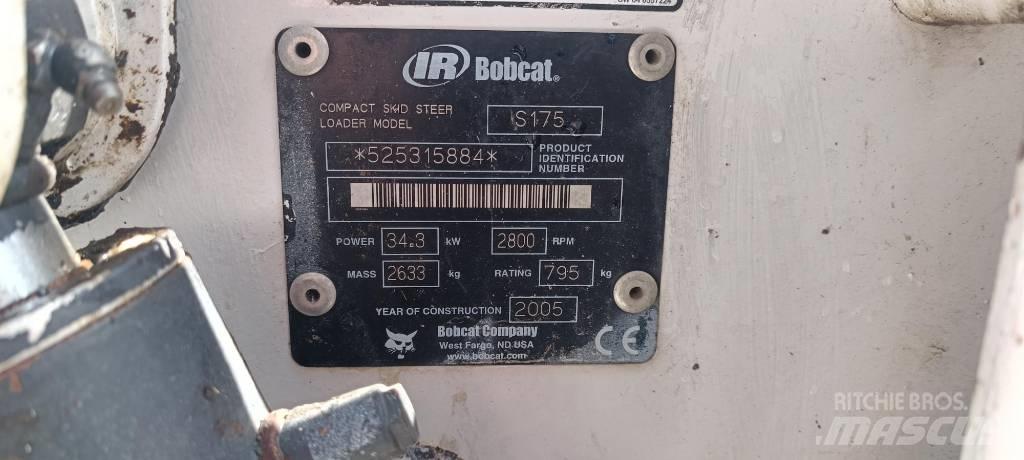 IR Bobcat®
COMPACT SKID STEER
LOADER MODEL S175
*525315884* PRODUCT IDENTIFICATION NUMBER
POWER 34.3 kW 2800 RPM
MASS 2633 kg RATING 795 kg
YEAR OF CONSTRUCTION 2005
Bobcat Company
West Fargo, ND USA
www.bobcat.com
CE
RITCHIE BROS.
MASCUS